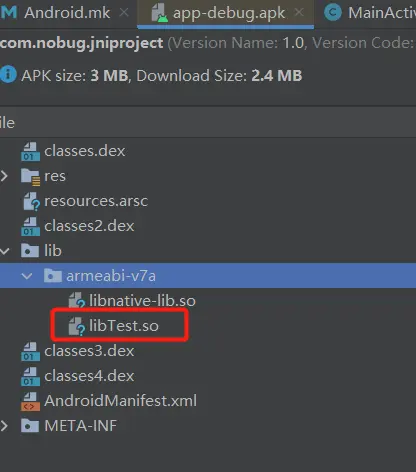 Android.mk app-debug.apk MainActiv
com.nobug.jniproject (Version Name: 1.0, Version Code:
APK size: 3 MB, Download Size: 2.4 MB
ile
classes.dex
res
resources.arsc
classes2.dex
lib
armeabi-v7a
libnative-lib.so
libTest.so
classes3.dex
classes4.dex
AndroidManifest.xml
META-INF